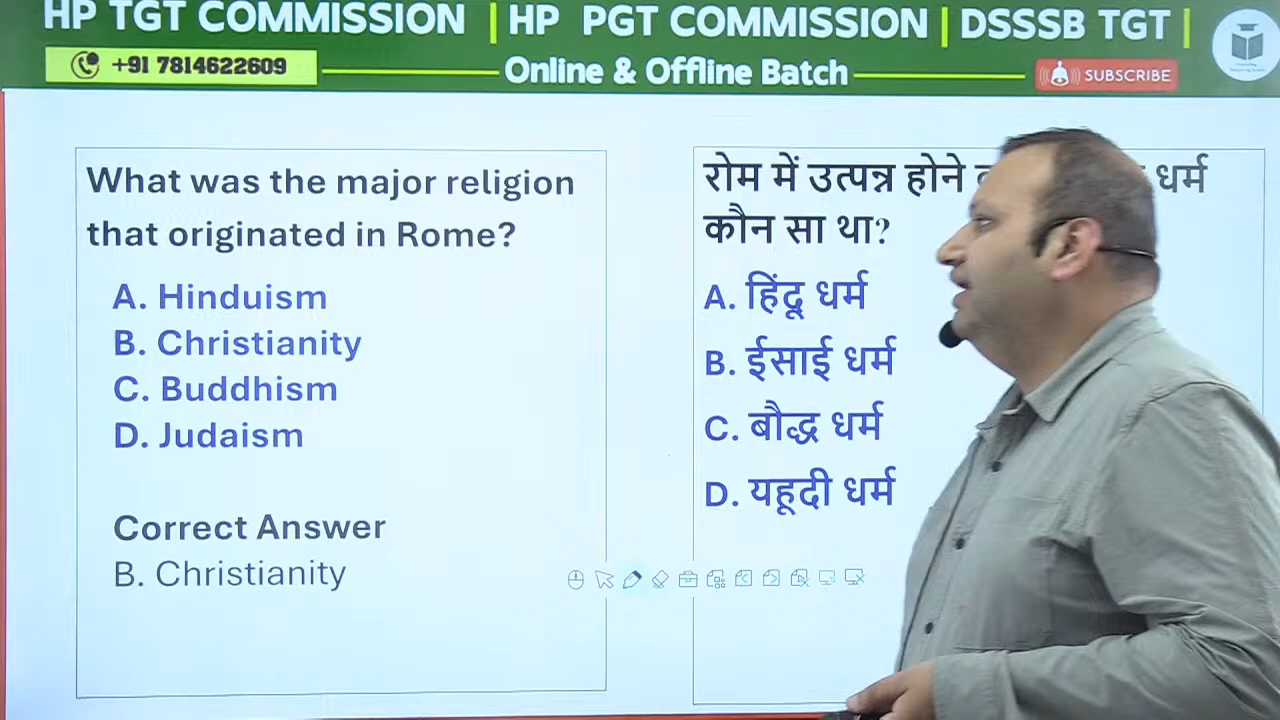 HP TGT COMMISSION | HP PGT COMMISSION | DSSSB TGT |
+91 7814622609
Online & Offline Batch
SUBSCRIBE
What was the major religion
that originated in Rome?
A. Hinduism
B. Christianity
C. Buddhism
D. Judaism
Correct Answer
B. Christianity
रोम में उत्पन्न होने धर्म
कौन सा था?
A. हिंदू धर्म
B. ईसाई धर्म
C. बौद्ध धर्म
D. यहूदी धर्म